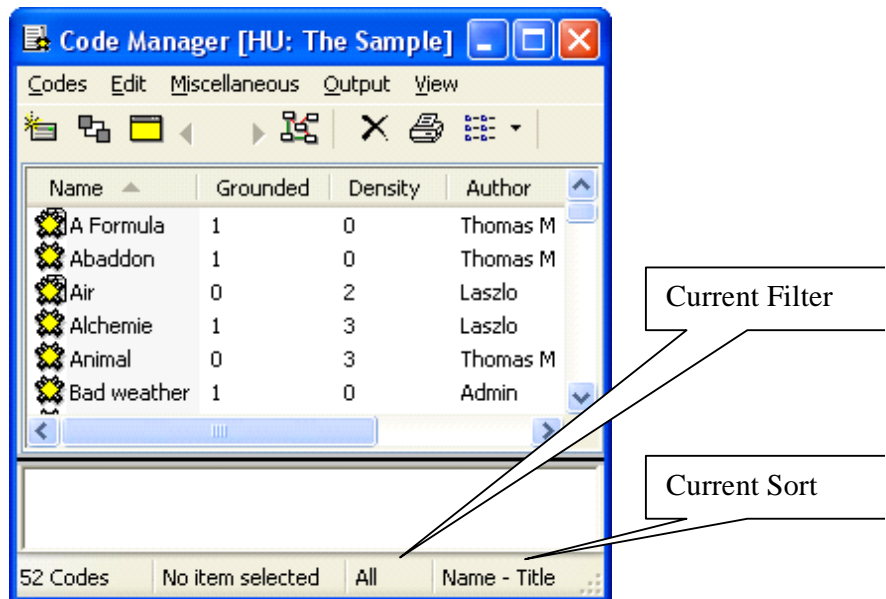 Code Manager [HU: The Sample]
Codes Edit Miscellaneous Output View
Name Grounded Density Author
A Formula 1 0 Thomas M
Abaddon 1 0 Thomas M
Air 0 2 Laszlo
Alchemie 1 3 Laszlo
Animal 0 3 Thomas M
Bad weather 1 0 Admin
Current Filter
Current Sort
52 Codes No item selected All Name - Title